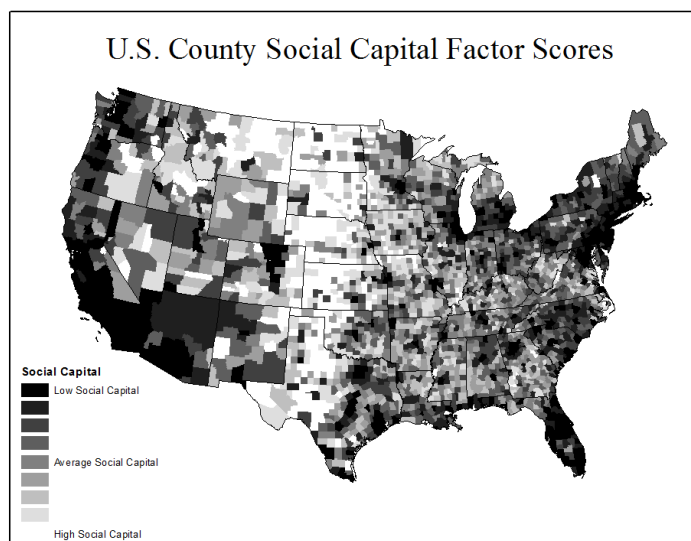 U.S. County Social Capital Factor Scores
Social Capital
Low Social Capital
Average Social Capital
High Social Capital